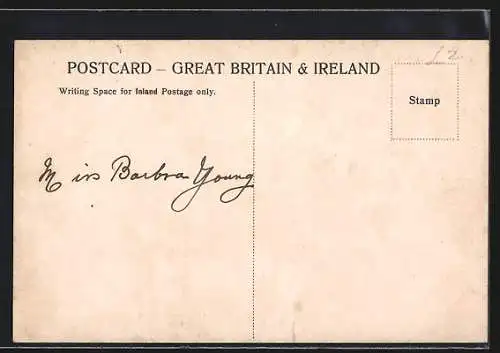 POSTCARD – GREAT BRITAIN & IRELAND
Writing Space for Inland Postage only.
Stamp
Miss Barbra Young